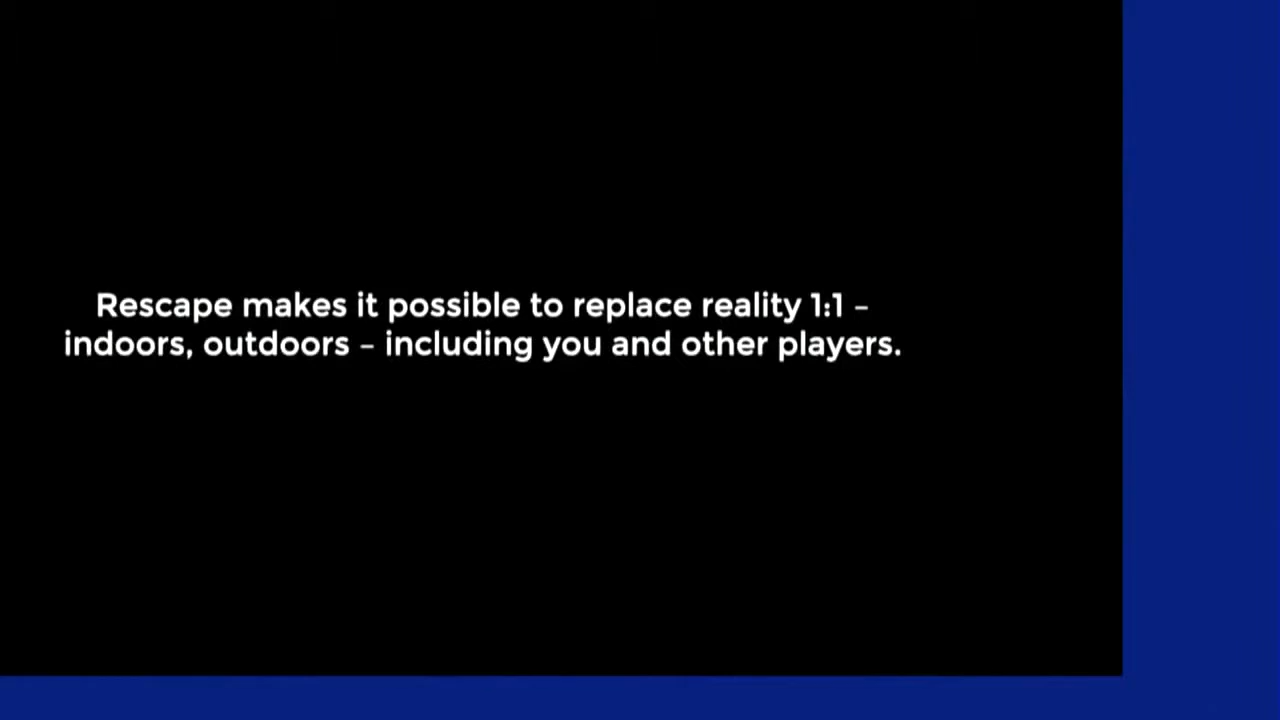 Rescape makes it possible to replace reality 1:1 –
indoors, outdoors – including you and other players.